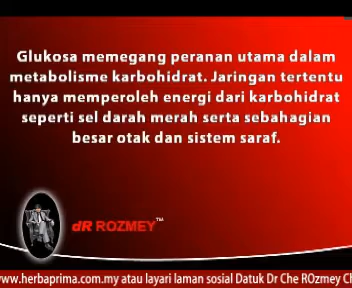 Glukosa memegang peranan utama dalam
metabolisme karbohidrat. Jaringan tertentu
hanya memperoleh energi dari karbohidrat
seperti sel darah merah serta sebahagian
besar otak dan sistem saraf.
dR ROZMEY™
www.herbaprima.com.my atau layari laman sosial Datuk Dr Che ROzmey Ch